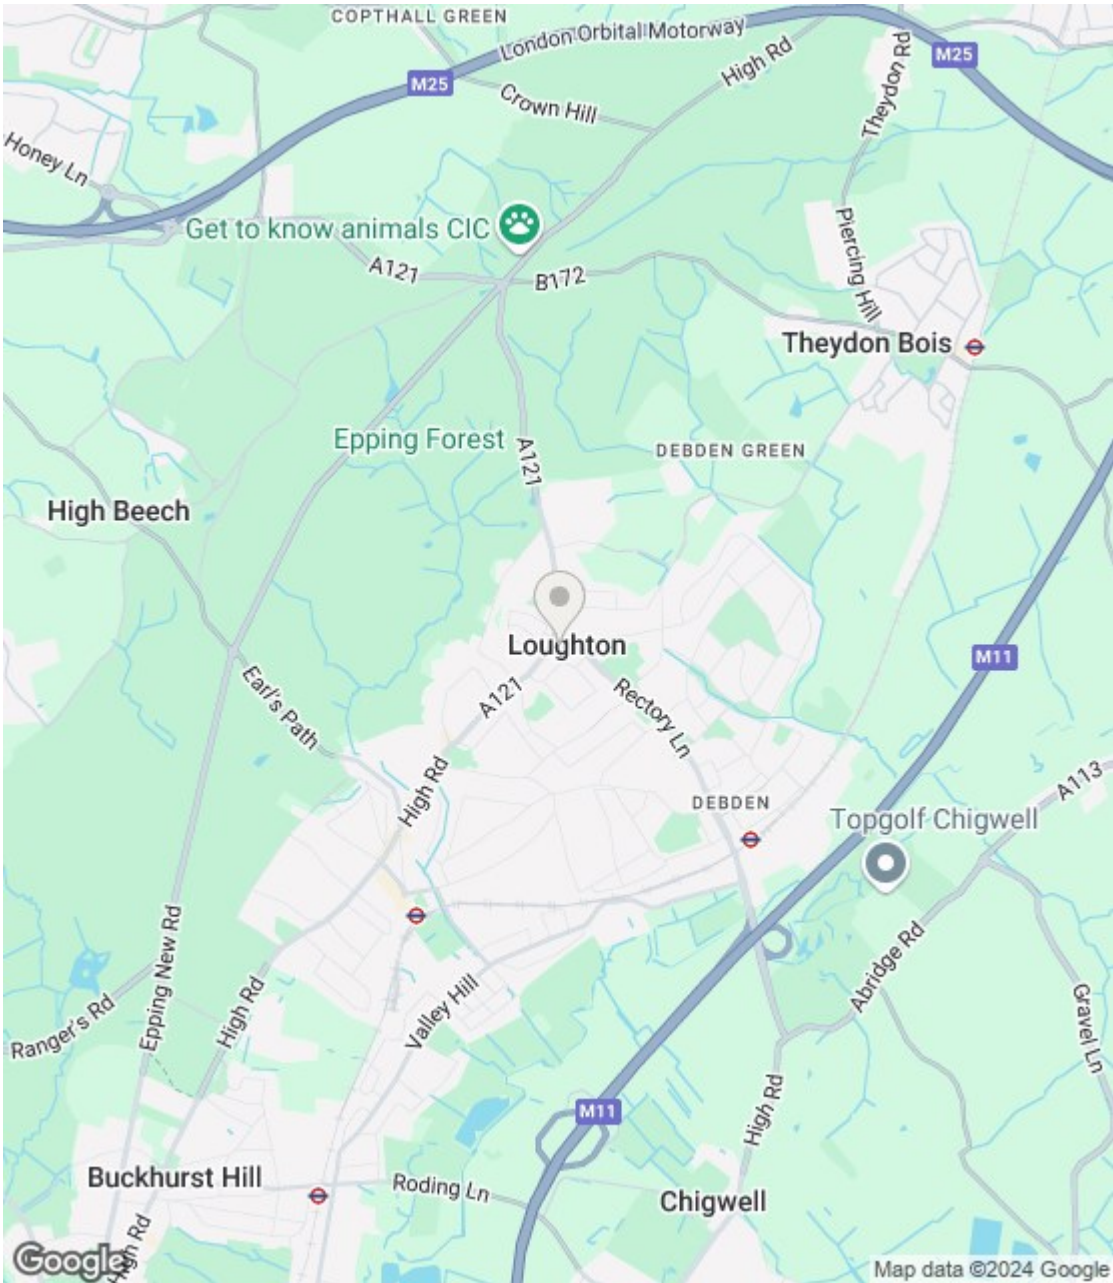 COPTHALL GREEN
London Orbital Motorway
M25
M25
High Rd
Theydon Rd
Crown Hill
Honey Ln
Get to know animals CIC
A121
B172
Piercing Hill
Theydon Bois
Epping Forest
A121
DEBDEN GREEN
High Beech
Loughton
M11
Earl's Path
A121
Rectory Ln
High Rd
DEBDEN
A113
Topgolf Chigwell
Epping New Rd
Abridge Rd
High Rd
Valley Hill
Ranger's Rd
Gravel Ln
High Rd
M11
Buckhurst Hill
Roding Ln
Chigwell
High Rd
Google
Map data ©2024 Google